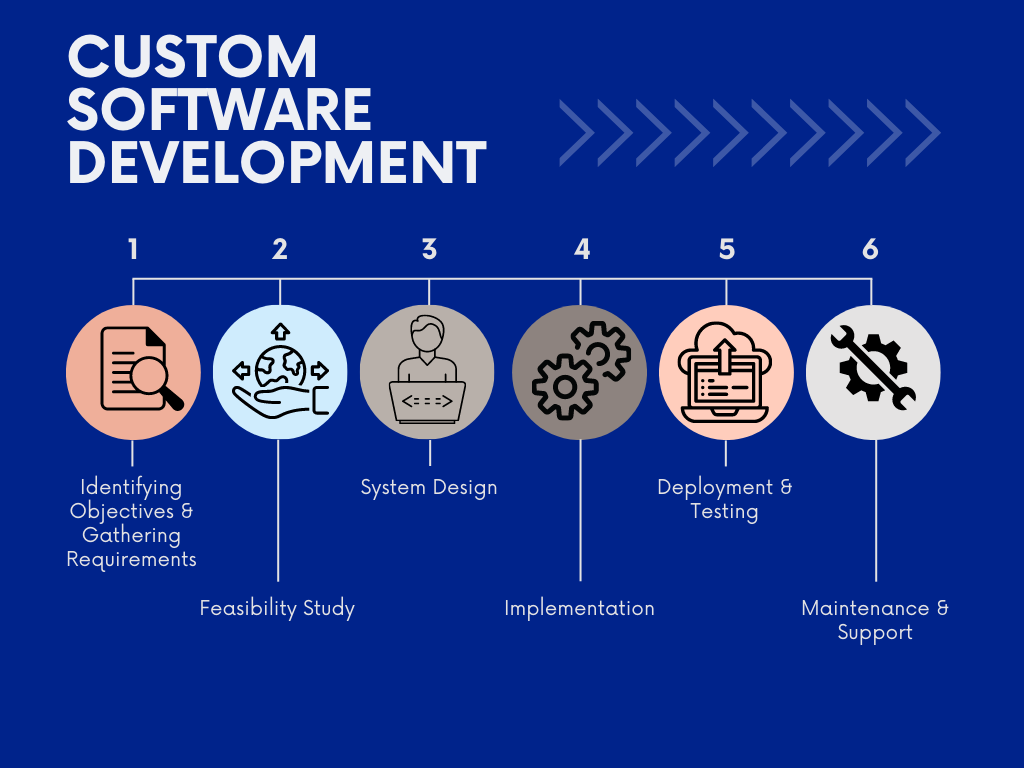 CUSTOM
SOFTWARE
DEVELOPMENT
1 2 3 4 5 6
Identifying
Objectives &
Gathering
Requirements
Feasibility Study
System Design
Implementation
Deployment &
Testing
Maintenance &
Support